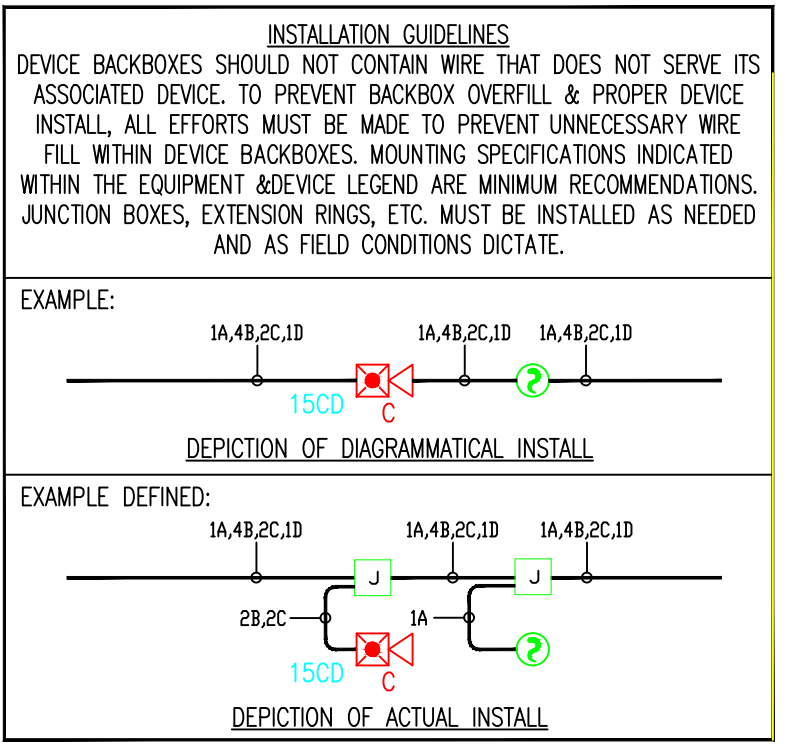 INSTALLATION GUIDELINES
DEVICE BACKBOXES SHOULD NOT CONTAIN WIRE THAT DOES NOT SERVE ITS
ASSOCIATED DEVICE. TO PREVENT BACKBOX OVERFILL & PROPER DEVICE
INSTALL, ALL EFFORTS MUST BE MADE TO PREVENT UNNECESSARY WIRE
FILL WITHIN DEVICE BACKBOXES. MOUNTING SPECIFICATIONS INDICATED
WITHIN THE EQUIPMENT &DEVICE LEGEND ARE MINIMUM RECOMMENDATIONS.
JUNCTION BOXES, EXTENSION RINGS, ETC. MUST BE INSTALLED AS NEEDED
AND AS FIELD CONDITIONS DICTATE.
EXAMPLE:
1A,4B,2C,1D 1A,4B,2C,1D 1A,4B,2C,1D
15CD C
DEPICTION OF DIAGRAMMATICAL INSTALL
EXAMPLE DEFINED:
1A,4B,2C,1D 1A,4B,2C,1D 1A,4B,2C,1D
J J
2B,2C 1A
15CD C
DEPICTION OF ACTUAL INSTALL